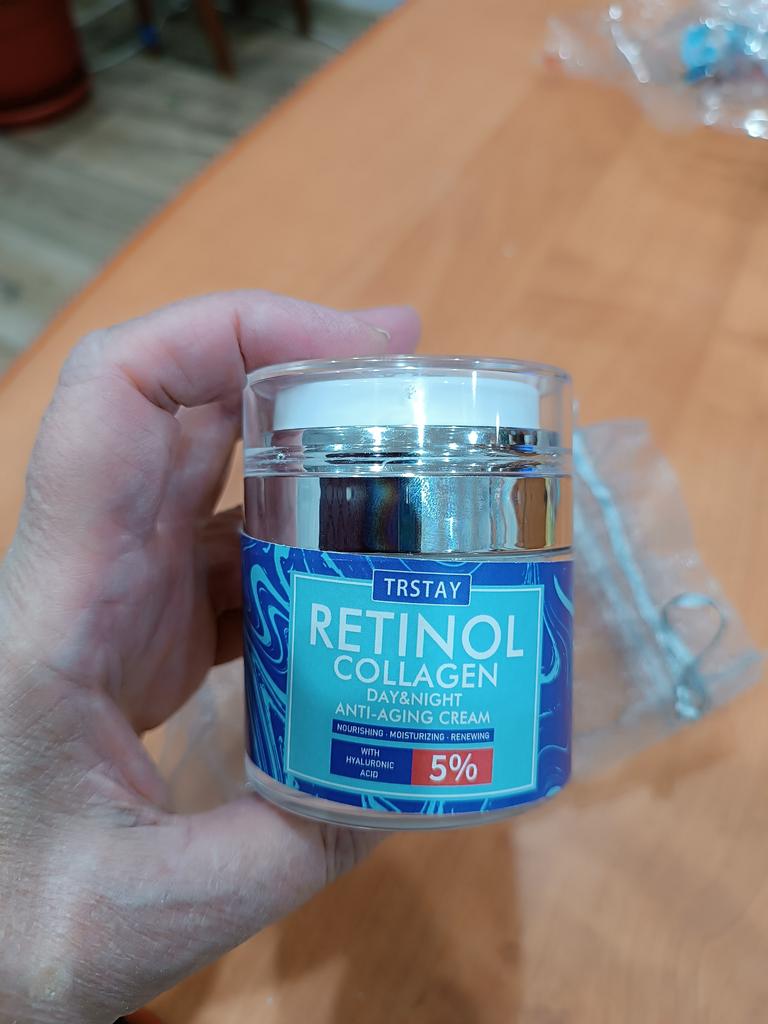 TRSTAY
RETINOL
COLLAGEN
DAY&NIGHT
ANTI-AGING CREAM
NOURISHING · MOISTURIZING · RENEWING
WITH
HYALURONIC
ACID
5%